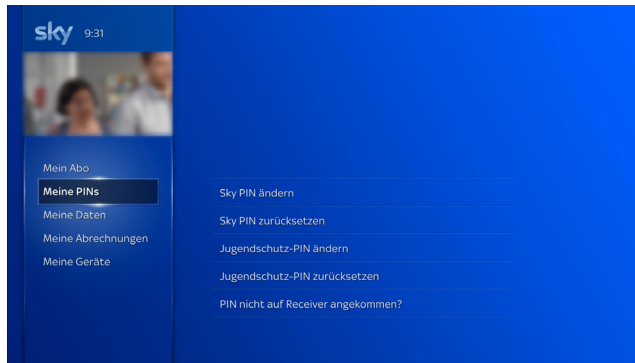 sky 9:31
Mein Abo
Meine PINs
Meine Daten
Meine Abrechnungen
Meine Geräte
Sky PIN ändern
Sky PIN zurücksetzen
Jugendschutz-PIN ändern
Jugendschutz-PIN zurücksetzen
PIN nicht auf Receiver angekommen?